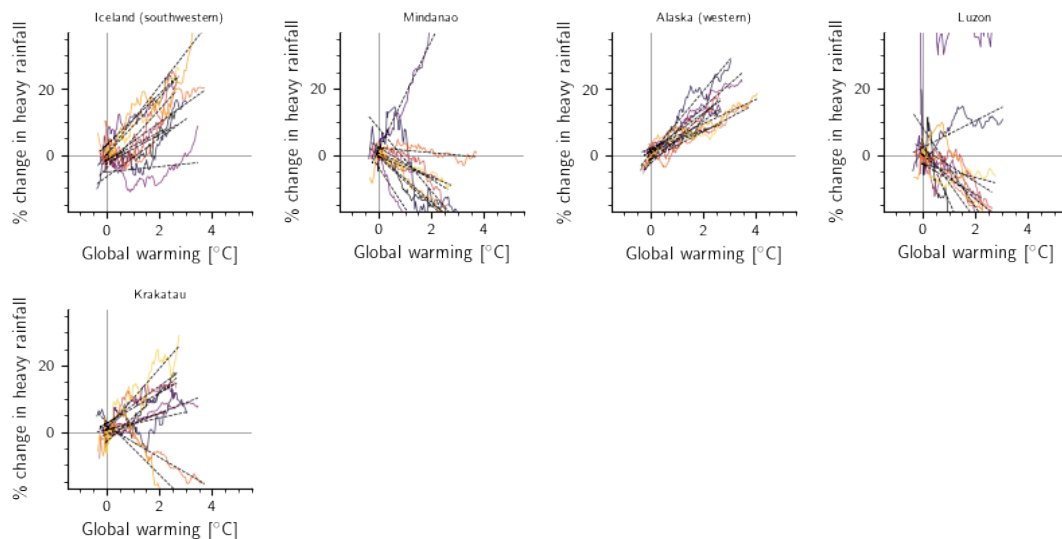 Iceland (southwestern)
% change in heavy rainfall
20
0
0 2 4
Global warming [°C]
Mindanao
% change in heavy rainfall
20
0
0 2 4
Global warming [°C]
Alaska (western)
% change in heavy rainfall
20
0
0 2 4
Global warming [°C]
Luzon
% change in heavy rainfall
20
0
0 2 4
Global warming [°C]
Krakatau
% change in heavy rainfall
20
0
0 2 4
Global warming [°C]